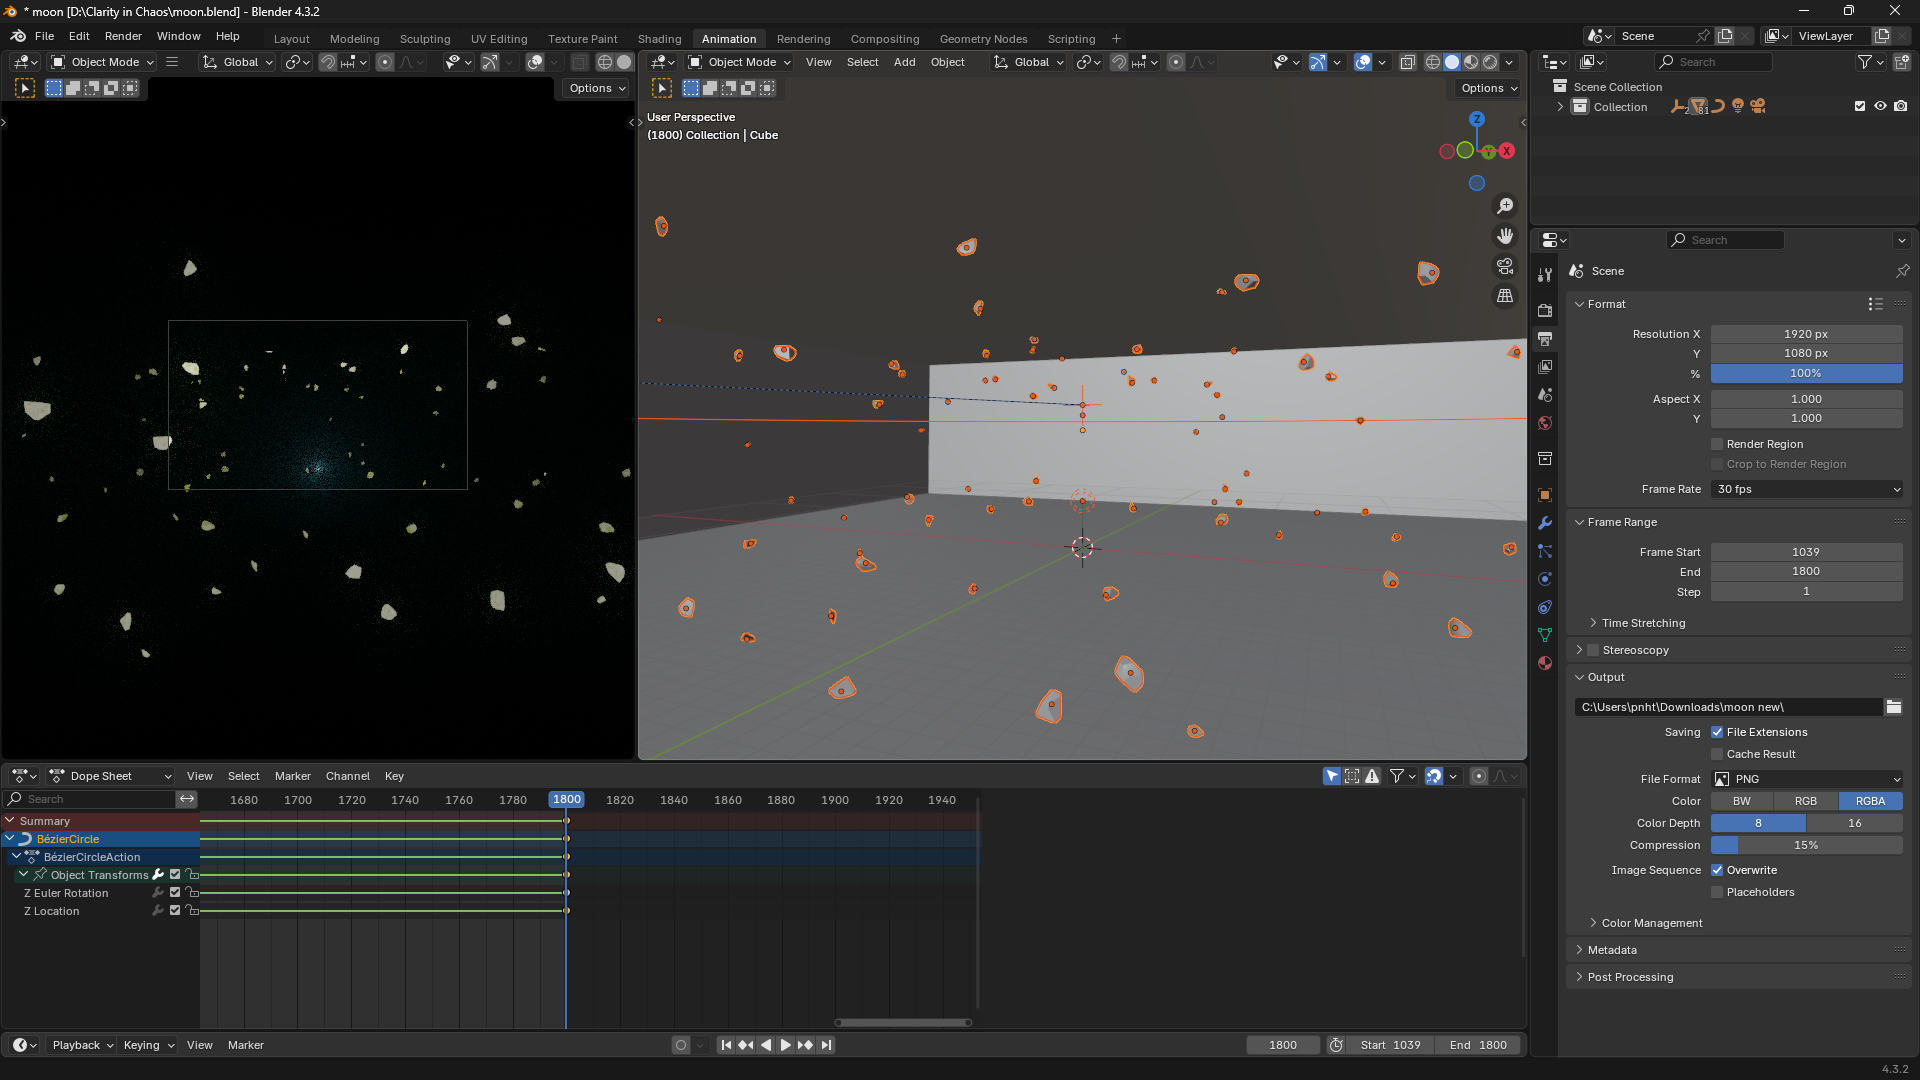 * moon [D:\Clarity in Chaos\moon.blend] - Blender 4.3.2
File Edit Render Window Help
Layout Modeling Sculpting UV Editing Texture Paint Shading Animation Rendering Compositing Geometry Nodes Scripting
Scene ViewLayer
Object Mode Global
Options
Object Mode View Select Add Object Global
Options
User Perspective
(1800) Collection | Cube
Z
X
Y
Search
Scene Collection
Collection
Search
Scene
Format
Resolution X 1920 px
Y 1080 px
% 100%
Aspect X 1.000
Y 1.000
Render Region
Crop to Render Region
Frame Rate 30 fps
Frame Range
Frame Start 1039
End 1800
Step 1
Time Stretching
Stereoscopy
Output
C:\Users\pnht\Downloads\moon new\
Saving File Extensions
Cache Result
File Format PNG
Color BW RGB RGBA
Color Depth 8 16
Compression 15%
Image Sequence Overwrite
Placeholders
Color Management
Metadata
Post Processing
Dope Sheet View Select Marker Channel Key
Search
1680 1700 1720 1740 1760 1780 1800 1820 1840 1860 1880 1900 1920 1940
Summary
BézierCircle
BézierCircleAction
Object Transforms
Z Euler Rotation
Z Location
Playback Keying View Marker
1800 Start 1039 End 1800
4.3.2